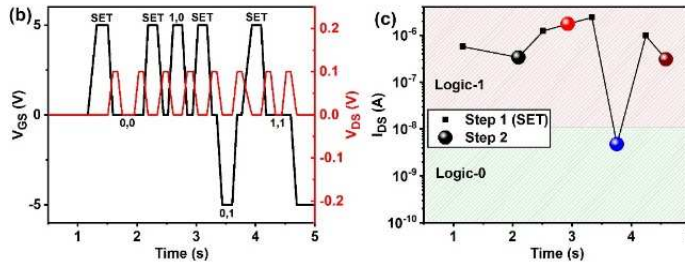 (b)
SET SET 1,0 SET SET
5
0
-5
V_GS (V)
0,0
1,1
0,1
0.2
0.1
0.0
-0.1
-0.2
V_DS (V)
1 2 3 4 5
Time (s)
(c)
10^-6
10^-7
10^-8
10^-9
10^-10
I_DS (A)
Logic-1
Step 1 (SET)
Step 2
Logic-0
0 1 2 3 4
Time (s)